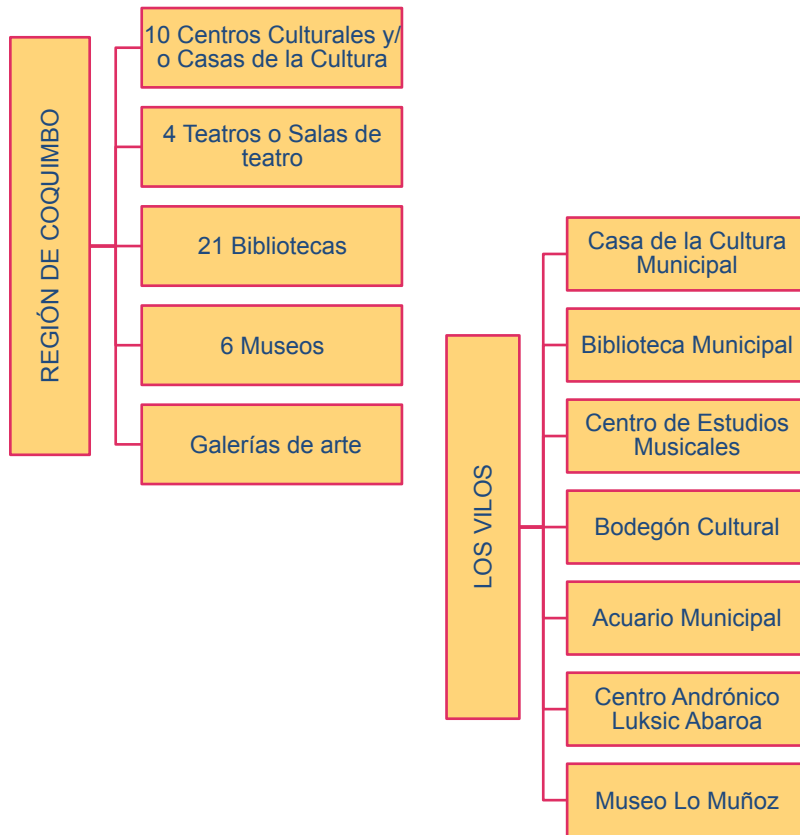 REGIÓN DE COQUIMBO
10 Centros Culturales y/
o Casas de la Cultura
4 Teatros o Salas de
teatro
21 Bibliotecas
6 Museos
Galerías de arte
LOS VILOS
Casa de la Cultura
Municipal
Biblioteca Municipal
Centro de Estudios
Musicales
Bodegón Cultural
Acuario Municipal
Centro Andrónico
Luksic Abaroa
Museo Lo Muñoz